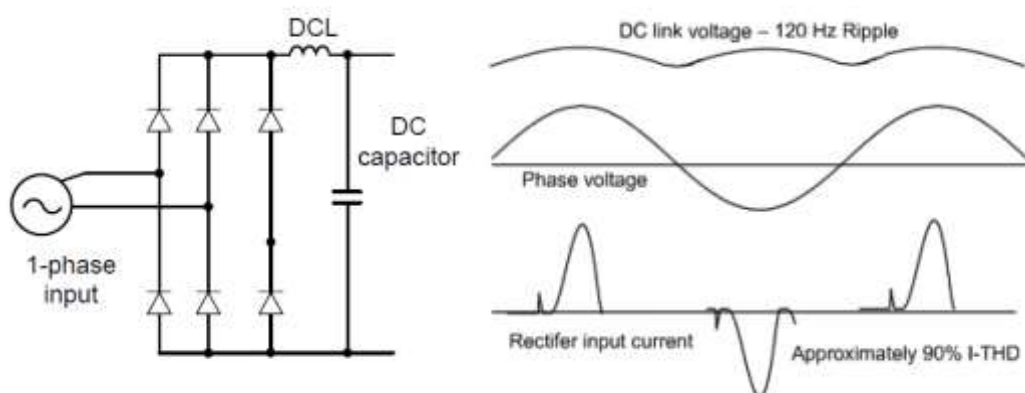 DCL
DC
capacitor
1-phase
input
DC link voltage – 120 Hz Ripple
Phase voltage
Rectifer input current
Approximately 90% I-THD